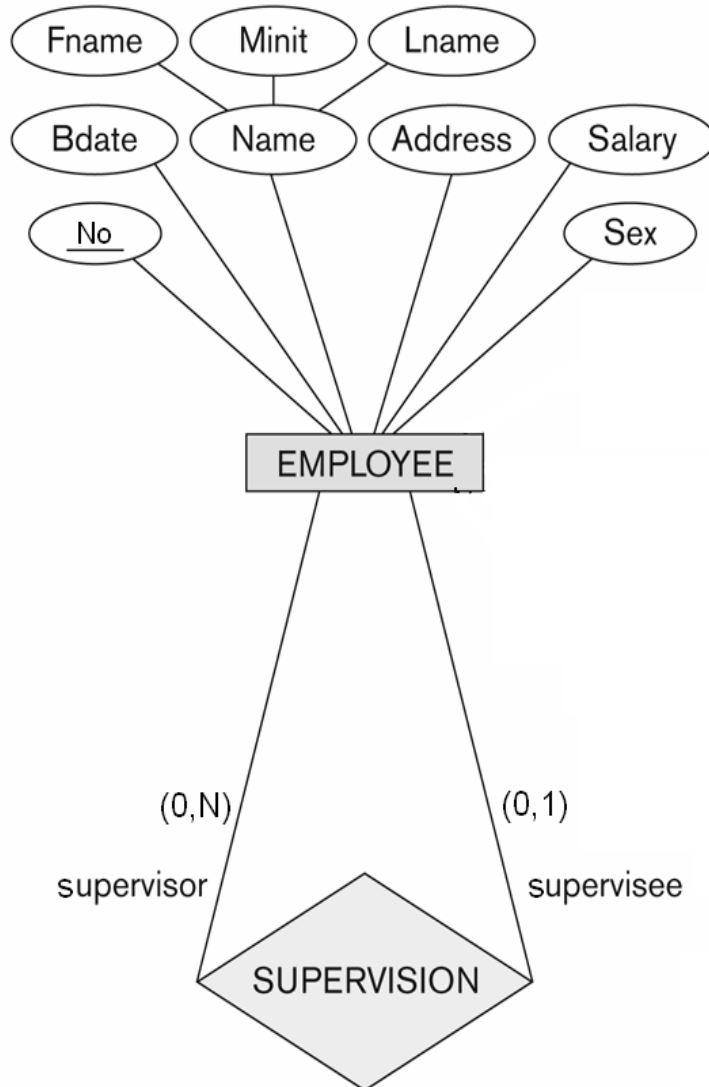 Fname Minit Lname
Bdate Name Address Salary
No Sex
EMPLOYEE
(0,N) (0,1)
supervisor supervisee
SUPERVISION